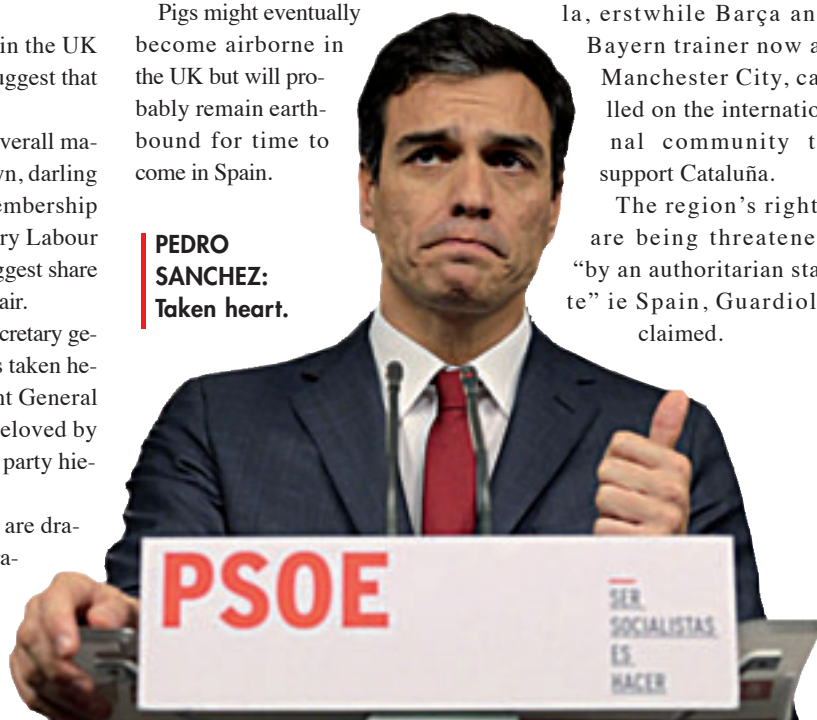 in the UK
uggest that
verall ma-
wn, darling
embership
ry Labour
ggest share
air.
cretary ge-
s taken he-
nt General
eloved by
party hie-
are dra-
a-
Pigs might eventually
become airborne in
the UK but will pro-
bably remain earth-
bound for time to
come in Spain.
PEDRO
SANCHEZ:
Taken heart.
la, erstwhile Barça an
Bayern trainer now a
Manchester City, ca
lled on the internatio
nal community t
support Cataluña.
The region's right
are being threatene
“by an authoritarian sta
te” ie Spain, Guardiol
claimed.
PSOE
SER
SOCIALISTAS
ES
HACER